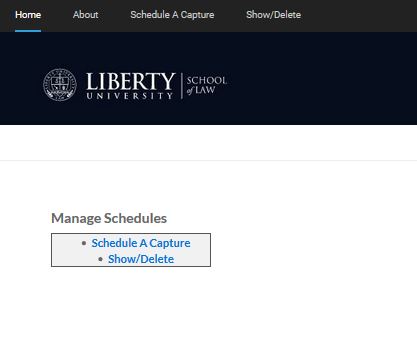 Home About Schedule A Capture Show/Delete
LIBERTY
UNIVERSITY
SCHOOL
of LAW
Manage Schedules
• Schedule A Capture
• Show/Delete